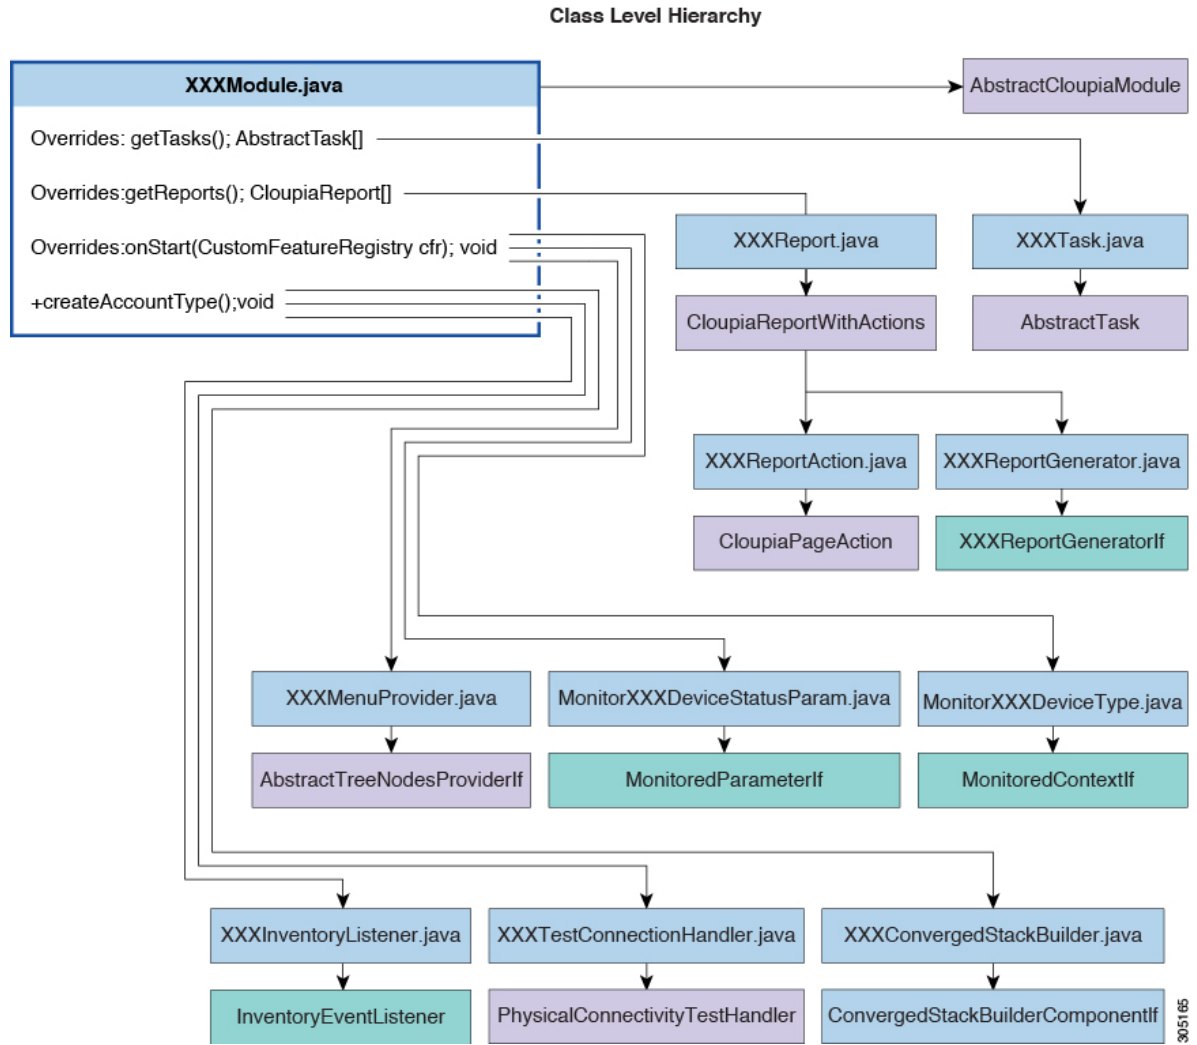 Class Level Hierarchy
XXXModule.java
AbstractCloupiaModule
Overrides: getTasks(); AbstractTask[]
Overrides:getReports(); CloupiaReport[]
Overrides:onStart(CustomFeatureRegistry cfr); void
+createAccountType();void
XXXReport.java
XXXTask.java
CloupiaReportWithActions
AbstractTask
XXXReportAction.java
XXXReportGenerator.java
CloupiaPageAction
XXXReportGeneratorIf
XXXMenuProvider.java
MonitorXXXDeviceStatusParam.java
MonitorXXXDeviceType.java
AbstractTreeNodesProviderIf
MonitoredParameterIf
MonitoredContextIf
XXXInventoryListener.java
XXXTestConnectionHandler.java
XXXConvergedStackBuilder.java
InventoryEventListener
PhysicalConnectivityTestHandler
ConvergedStackBuilderComponentIf
305165